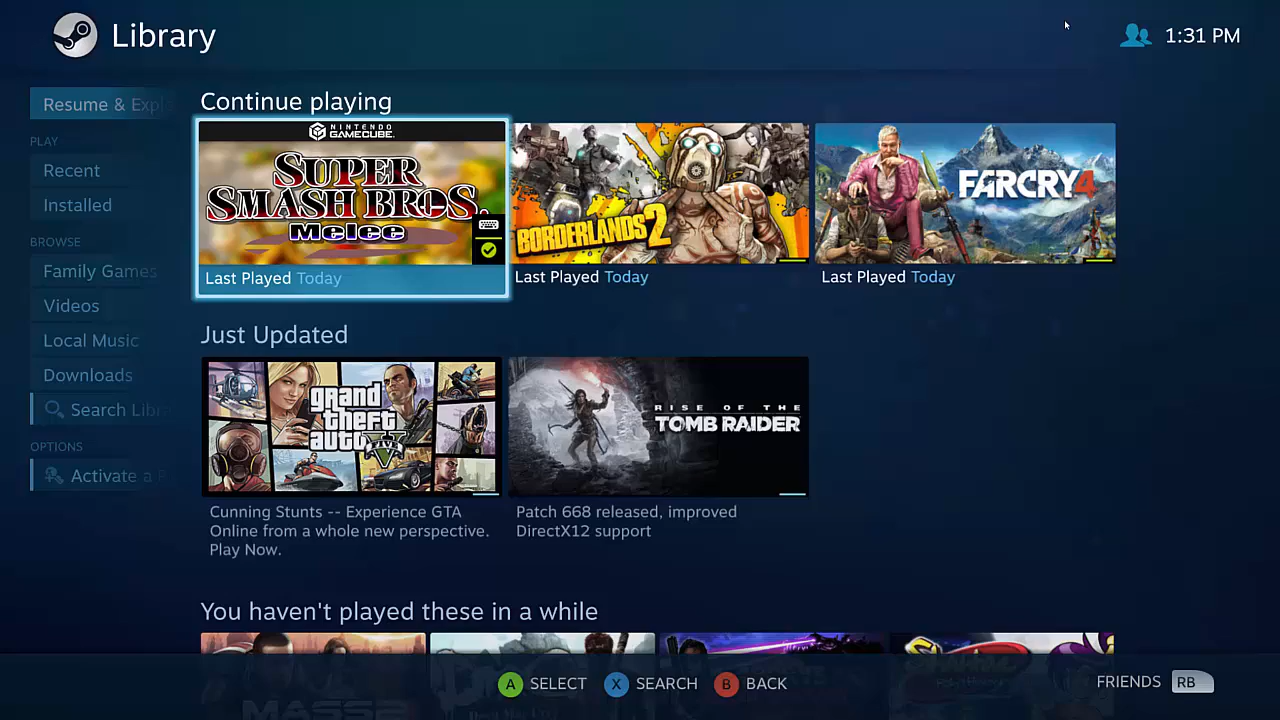 Library
1:31 PM
Resume & Expl
PLAY
Recent
Installed
BROWSE
Family Games
Videos
Local Music
Downloads
Search Libra
OPTIONS
Activate a
Continue playing
NINTENDO
GAMECUBE
SUPER
SMASH BROS.
Melee
Last Played Today
BORDERLANDS 2
Last Played Today
FARCRY 4
Last Played Today
Just Updated
grand
theft
auto V
FIVE
Cunning Stunts -- Experience GTA
Online from a whole new perspective.
Play Now.
RISE OF THE
TOMB RAIDER
Patch 668 released, improved
DirectX12 support
You haven't played these in a while
A SELECT
X SEARCH
B BACK
FRIENDS RB